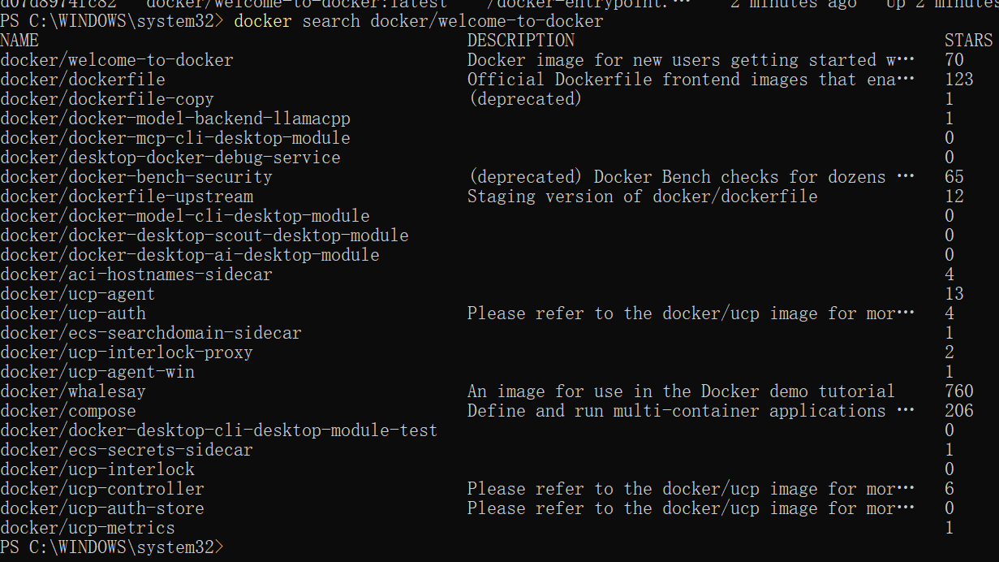 d07d8974fc82   docker/welcome-to-docker:latest   "/docker-entrypoint.…   2 minutes ago   Up 2 minutes
PS C:\WINDOWS\system32> docker search docker/welcome-to-docker
NAME DESCRIPTION STARS
docker/welcome-to-docker Docker image for new users getting started w… 70
docker/dockerfile Official Dockerfile frontend images that ena… 123
docker/dockerfile-copy (deprecated) 1
docker/docker-model-backend-llamacpp 1
docker/docker-mcp-cli-desktop-module 0
docker/desktop-docker-debug-service 0
docker/docker-bench-security (deprecated) Docker Bench checks for dozens … 65
docker/dockerfile-upstream Staging version of docker/dockerfile 12
docker/docker-model-cli-desktop-module 0
docker/docker-desktop-scout-desktop-module 0
docker/docker-desktop-ai-desktop-module 0
docker/aci-hostnames-sidecar 4
docker/ucp-agent 13
docker/ucp-auth Please refer to the docker/ucp image for mor… 4
docker/ecs-searchdomain-sidecar 1
docker/ucp-interlock-proxy 2
docker/ucp-agent-win 1
docker/whalesay An image for use in the Docker demo tutorial 760
docker/compose Define and run multi-container applications … 206
docker/docker-desktop-cli-desktop-module-test 0
docker/ecs-secrets-sidecar 1
docker/ucp-interlock 0
docker/ucp-controller Please refer to the docker/ucp image for mor… 6
docker/ucp-auth-store Please refer to the docker/ucp image for mor… 0
docker/ucp-metrics 1
PS C:\WINDOWS\system32>